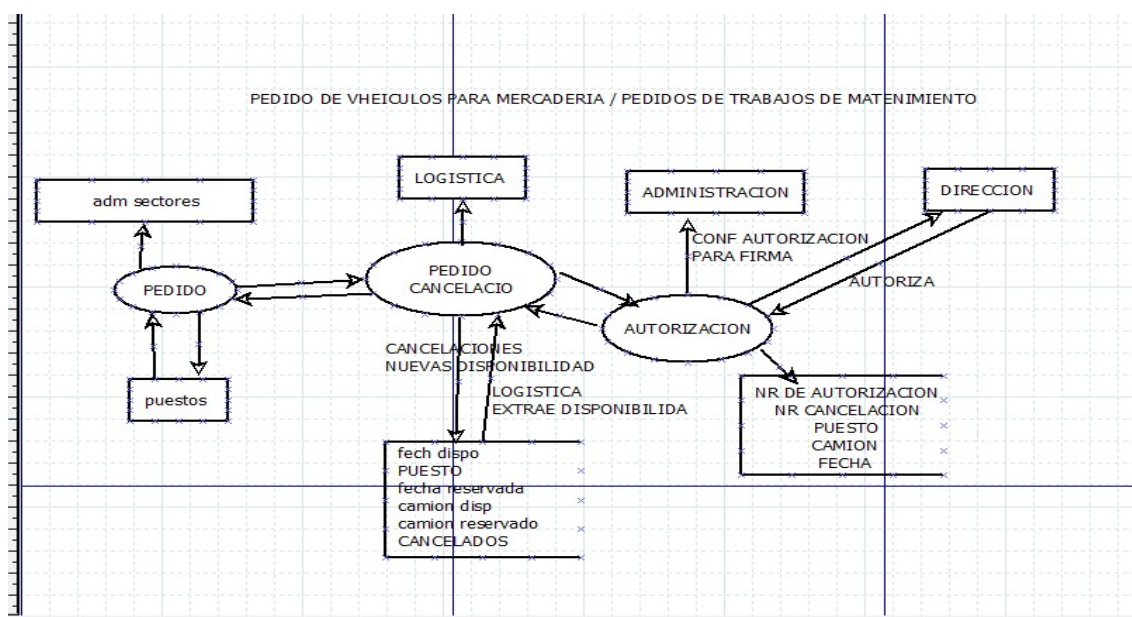 PEDIDO DE VHEICULOS PARA MERCADERIA / PEDIDOS DE TRABAJOS DE MATENIMIENTO
LOGISTICA
adm sectores
ADMINISTRACION
DIRECCION
CONF AUTORIZACION
PARA FIRMA
PEDIDO
PEDIDO
CANCELACIO
AUTORIZA
AUTORIZACION
CANCELACIONES
NUEVAS DISPONIBILIDAD
puestos
LOGISTICA
EXTRAE DISPONIBILIDA
NR DE AUTORIZACION
NR CANCELACION
PUESTO
CAMION
FECHA
fech dispo
PUESTO
fecha reservada
camion disp
camion reservado
CANCELADOS